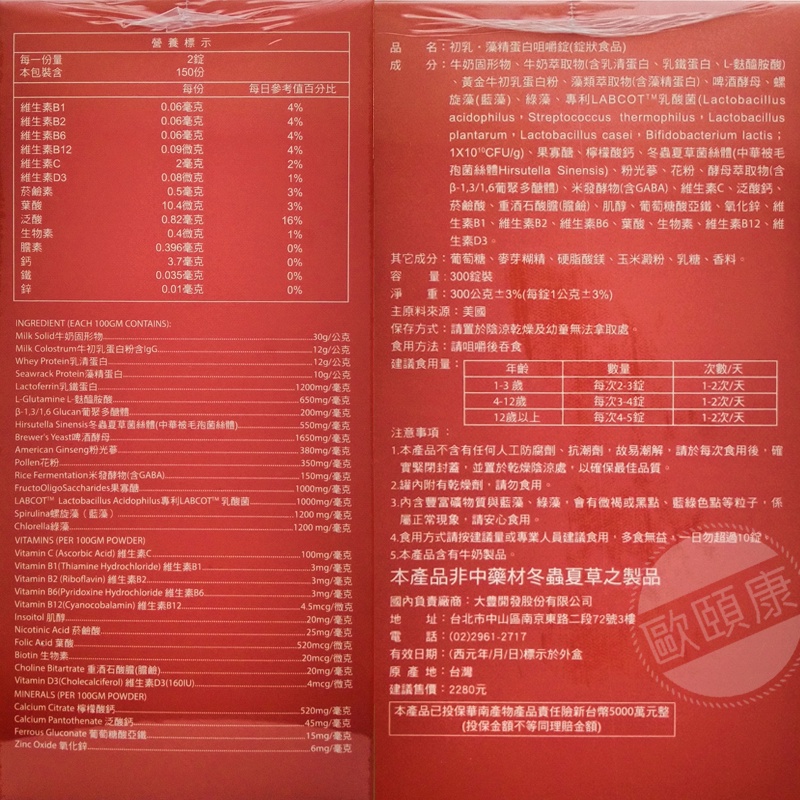 營養標示
每一份量 2錠
本包裝含 150份
每份 每日參考值百分比
維生素B1 0.06毫克 4%
維生素B2 0.06毫克 4%
維生素B6 0.06毫克 4%
維生素B12 0.09微克 4%
維生素C 2毫克 2%
維生素D3 0.08微克 1%
菸鹼素 0.5毫克 3%
葉酸 10.4微克 3%
泛酸 0.82毫克 16%
生物素 0.4微克 1%
膽素 0.396毫克 0%
鈣 3.7毫克 0%
鐵 0.035毫克 0%
鋅 0.01毫克 0%
INGREDIENT (EACH 100GM CONTAINS):
Milk Solid牛奶固形物 30g/公克
Milk Colostrum牛初乳蛋白粉含IgG 12g/公克
Whey Protein乳清蛋白 12g/公克
Seawrack Protein藻精蛋白 10g/公克
Lactoferrin乳鐵蛋白 1200mg/毫克
L-Glutamine L-麩醯胺酸 650mg/毫克
β-1,3/1,6 Glucan葡聚多醣體 200mg/毫克
Hirsutella Sinensis冬蟲夏草菌絲體(中華被毛孢菌絲體) 550mg/毫克
Brewer's Yeast啤酒酵母 1650mg/毫克
American Ginseng粉光蔘 380mg/毫克
Pollen花粉 350mg/毫克
Rice Fermentation米發酵物(含GABA) 150mg/毫克
FructoOligoSaccharides果寡醣 1000mg/毫克
LABCOT™ Lactobacillus Acidophilus專利LABCOT™ 乳酸菌 1000mg/毫克
Spirulina螺旋藻（藍藻） 1200 mg/毫克
Chlorella綠藻 1200 mg/毫克
VITAMINS (PER 100GM POWDER)
Vitamin C (Ascorbic Acid) 維生素C 100mg/毫克
Vitamin B1(Thiamine Hydrochloride) 維生素B1 3mg/毫克
Vitamin B2 (Riboflavin) 維生素B2 3mg/毫克
Vitamin B6(Pyridoxine Hydrochloride 維生素B6 3mg/毫克
Vitamin B12(Cyanocobalamin) 維生素B12 4.5mcg/微克
Insoitol 肌醇 20mg/毫克
Nicotinic Acid 菸鹼酸 25mg/毫克
Folic Acid 葉酸 520mcg/微克
Biotin 生物素 20mcg/微克
Choline Bitartrate 重酒石酸膽(膽鹼) 20mg/毫克
Vitamin D3(Cholecalciferol) 維生素D3(160IU) 4mcg/微克
MINERALS (PER 100GM POWDER)
Calcium Citrate 檸檬酸鈣 520mg/毫克
Calcium Pantothenate 泛酸鈣 45mg/毫克
Ferrous Gluconate 葡萄糖酸亞鐵 15mg/毫克
Zinc Oxide 氧化鋅 6mg/毫克
品名：初乳．藻精蛋白咀嚼錠(錠狀食品)
成分：牛奶固形物、牛奶萃取物(含乳清蛋白、乳鐵蛋白、L-麩醯胺酸)
、黃金牛初乳蛋白粉、藻類萃取物(含藻精蛋白)、啤酒酵母、螺
旋藻(藍藻)、綠藻、專利LABCOT™乳酸菌(Lactobacillus
acidophilus，Streptococcus thermophilus，Lactobacillus
plantarum，Lactobacillus casei，Bifidobacterium lactis；
1X10¹⁰CFU/g)、果寡醣、檸檬酸鈣、冬蟲夏草菌絲體(中華被毛
孢菌絲體Hirsutella Sinensis)、粉光蔘、花粉、酵母萃取物(含
β-1,3/1,6葡聚多醣體)、米發酵物(含GABA)、維生素C、泛酸鈣、
菸鹼酸、重酒石酸膽(膽鹼)、肌醇、葡萄糖酸亞鐵、氧化鋅、維
生素B1、維生素B2、維生素B6、葉酸、生物素、維生素B12、維
生素D3。
其它成分：葡萄糖、麥芽糊精、硬脂酸鎂、玉米澱粉、乳糖、香料。
容量：300錠裝
淨重：300公克±3%(每錠1公克±3%)
主原料來源：美國
保存方式：請置於陰涼乾燥及幼童無法拿取處。
食用方法：請咀嚼後吞食
建議食用量：
年齡 數量 次數/天
1-3 歲 每次2-3錠 1-2次/天
4-12歲 每次3-4錠 1-2次/天
12歲以上 每次4-5錠 1-2次/天
注意事項：
1.本產品不含有任何人工防腐劑、抗潮劑，故易潮解，請於每次食用後，確
實緊閉封蓋，並置於乾燥陰涼處，以確保最佳品質。
2.罐內附有乾燥劑，請勿食用。
3.內含豐富礦物質與藍藻、綠藻，會有微褐或黑點、藍綠色點等粒子，係
屬正常現象，請安心食用。
4.食用方式請按建議量或專業人員建議食用，多食無益，一日勿超過10錠
5.本產品含有牛奶製品。
本產品非中藥材冬蟲夏草之製品
國內負責廠商：大豐開發股份有限公司
地址：台北市中山區南京東路二段72號3樓
電話：(02)2961-2717
有效日期：(西元年/月/日)標示於外盒
原產地：台灣
建議售價：2280元
本產品已投保華南產物產品責任險新台幣5000萬元整
(投保金額不等同理賠金額)
歐頤康